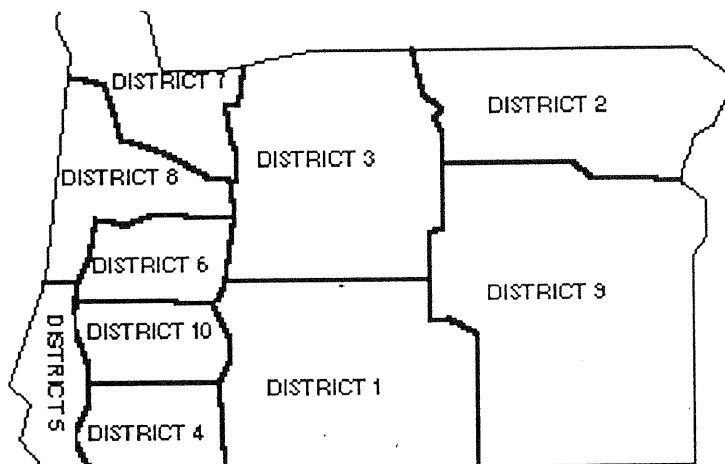 DISTRICT 7
DISTRICT 2
DISTRICT 3
DISTRICT 8
DISTRICT 6
DISTRICT 9
DISTRICT 5
DISTRICT 10
DISTRICT 1
DISTRICT 4